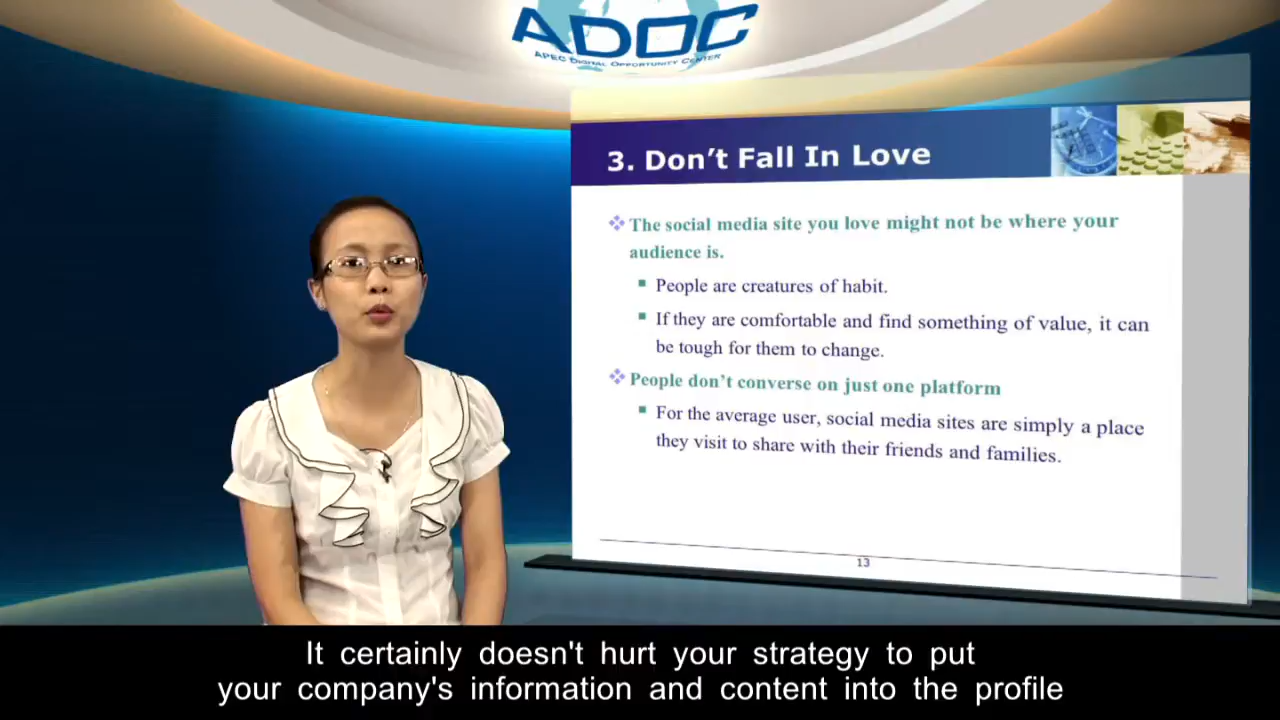 ADOC
APEC DIGITAL OPPORTUNITY CENTER
3. Don't Fall In Love
The social media site you love might not be where your
audience is.
People are creatures of habit.
If they are comfortable and find something of value, it can
be tough for them to change.
People don't converse on just one platform
For the average user, social media sites are simply a place
they visit to share with their friends and families.
13
It certainly doesn't hurt your strategy to put
your company's information and content into the profile